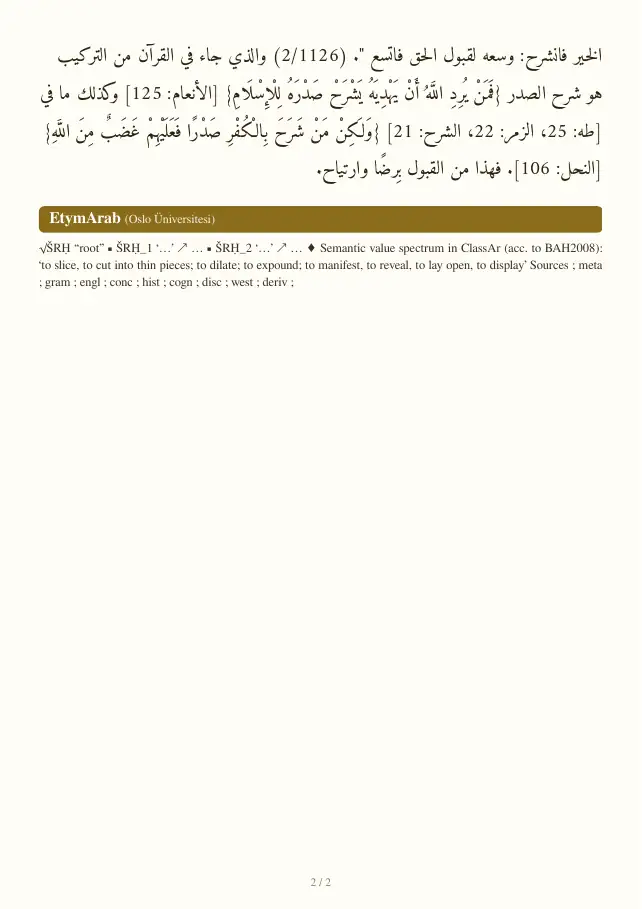 الخير فانشرح: وسعه لقبول الحق فاتسع ". (2/1126) والذي جاء في القرآن من التركيب
هو شرح الصدر {فَمَنْ يُرِدِ اللَّهُ أَنْ يَهْدِيَهُ يَشْرَحْ صَدْرَهُ لِلْإِسْلَامِ} [الأنعام: 125] وكذلك ما في
[طه: 25، الزمر: 22، الشرح: 21] {وَلَكِنْ مَنْ شَرَحَ بِالْكُفْرِ صَدْرًا فَعَلَيْهِمْ غَضَبٌ مِنَ اللَّهِ}
[النحل: 106]. فهذا من القبول بِرضًا وارتياح.
EtymArab (Oslo Üniversitesi)
√ŠRḤ “root” ▪ ŠRḤ_1 ‘…’ ↗ … ▪ ŠRḤ_2 ‘…’ ↗ … ♦ Semantic value spectrum in ClassAr (acc. to BAH2008):
‘to slice, to cut into thin pieces; to dilate; to expound; to manifest, to reveal, to lay open, to display’ Sources ; meta
; gram ; engl ; conc ; hist ; cogn ; disc ; west ; deriv ;
2 / 2